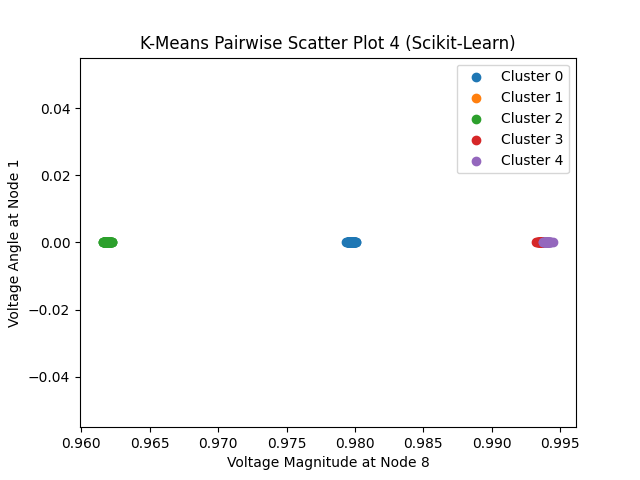 K-Means Pairwise Scatter Plot 4 (Scikit-Learn)
Cluster 0
Cluster 1
Cluster 2
Cluster 3
Cluster 4
Voltage Angle at Node 1
0.04
0.02
0.00
−0.02
−0.04
0.960 0.965 0.970 0.975 0.980 0.985 0.990 0.995
Voltage Magnitude at Node 8